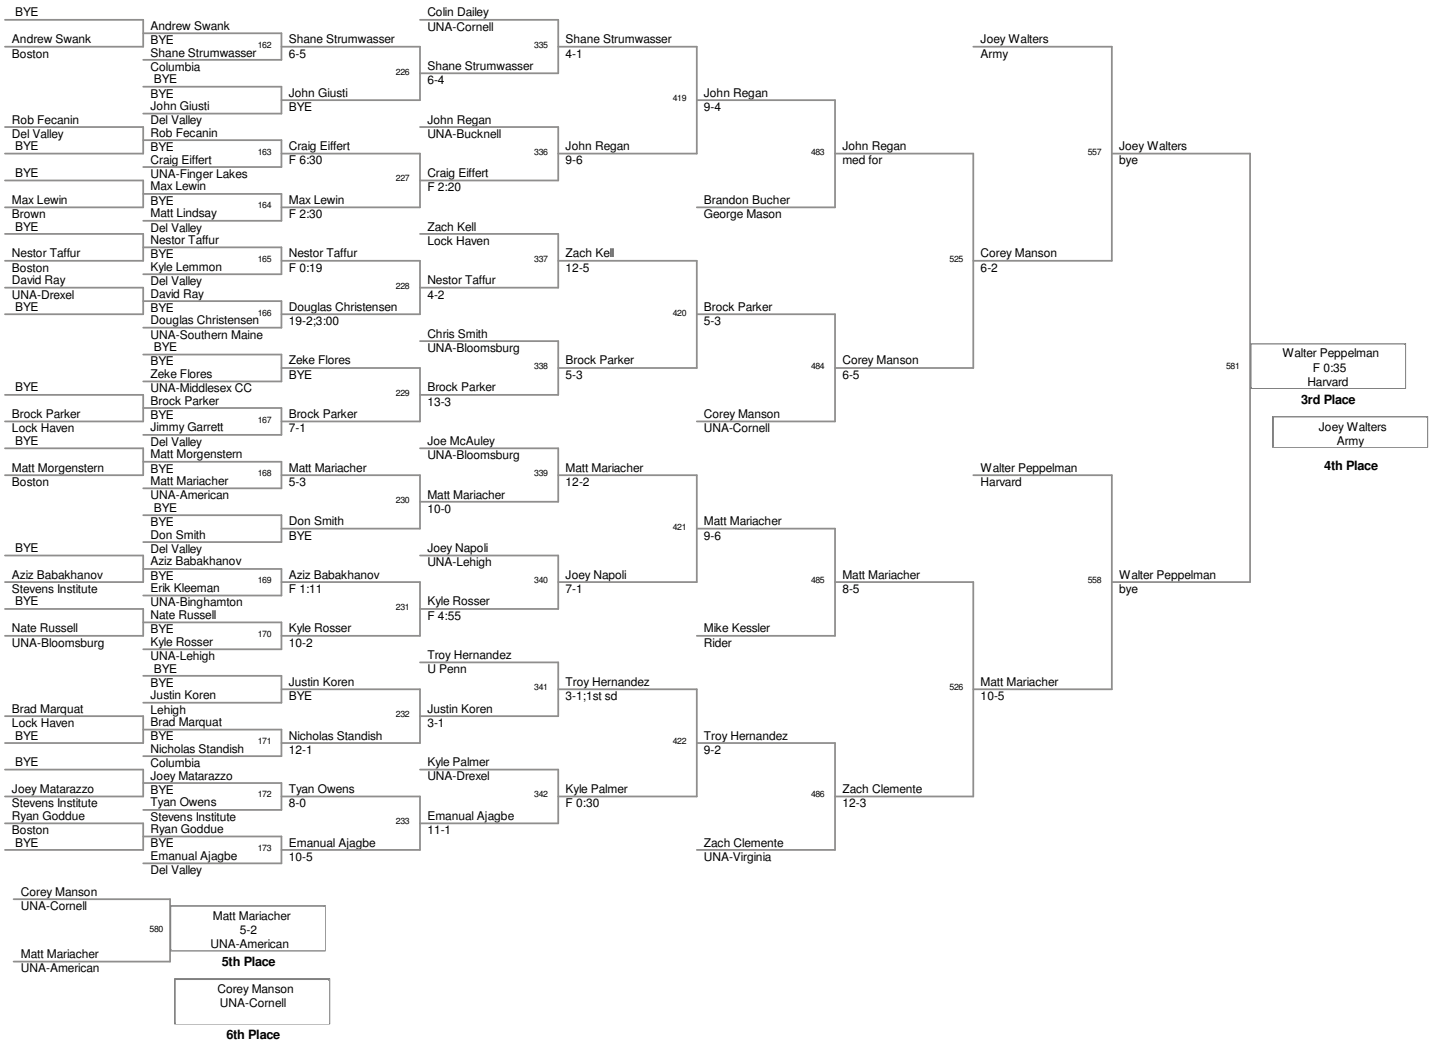 BYE
Andrew Swank
Boston
Rob Fecanin
Del Valley
BYE
BYE
Max Lewin
Brown
BYE
Nestor Taffur
Boston
David Ray
UNA-Drexel
BYE
BYE
Brock Parker
Lock Haven
BYE
Matt Morgenstern
Boston
BYE
Aziz Babakhanov
Stevens Institute
BYE
Nate Russell
UNA-Bloomsburg
Brad Marquat
Lock Haven
BYE
BYE
Joey Matarazzo
Stevens Institute
Ryan Goddue
Boston
BYE
Andrew Swank
BYE
162
Shane Strumwasser
Columbia
BYE
BYE
John Giusti
Del Valley
Rob Fecanin
BYE
163
Craig Eiffert
UNA-Finger Lakes
Max Lewin
BYE
164
Matt Lindsay
Del Valley
Nestor Taffur
BYE
165
Kyle Lemmon
Del Valley
David Ray
BYE
166
Douglas Christensen
UNA-Southern Maine
BYE
BYE
Zeke Flores
UNA-Middlesex CC
Brock Parker
BYE
167
Jimmy Garrett
Del Valley
Matt Morgenstern
BYE
168
Matt Mariacher
UNA-American
BYE
BYE
Don Smith
Del Valley
Aziz Babakhanov
BYE
169
Erik Kleeman
UNA-Binghamton
Nate Russell
BYE
170
Kyle Rosser
UNA-Lehigh
BYE
BYE
Justin Koren
Lehigh
Brad Marquat
BYE
171
Nicholas Standish
Columbia
Joey Matarazzo
BYE
172
Tyan Owens
Stevens Institute
Ryan Goddue
BYE
173
Emanual Ajagbe
Del Valley
Shane Strumwasser
6-5
226
John Giusti
BYE
Craig Eiffert
F 6:30
227
Max Lewin
F 2:30
Nestor Taffur
F 0:19
228
Douglas Christensen
19-2;3:00
Zeke Flores
BYE
229
Brock Parker
7-1
Matt Mariacher
5-3
230
Don Smith
BYE
Aziz Babakhanov
F 1:11
231
Kyle Rosser
10-2
Justin Koren
BYE
232
Nicholas Standish
12-1
Tyan Owens
8-0
233
Emanual Ajagbe
10-5
Colin Dailey
UNA-Cornell
335
Shane Strumwasser
6-4
John Regan
UNA-Bucknell
336
Craig Eiffert
F 2:20
Zach Kell
Lock Haven
337
Nestor Taffur
4-2
Chris Smith
UNA-Bloomsburg
338
Brock Parker
13-3
Joe McAuley
UNA-Bloomsburg
339
Matt Mariacher
10-0
Joey Napoli
UNA-Lehigh
340
Kyle Rosser
F 4:55
Troy Hernandez
U Penn
341
Justin Koren
3-1
Kyle Palmer
UNA-Drexel
342
Emanual Ajagbe
11-1
Shane Strumwasser
4-1
419
John Regan
9-6
Zach Kell
12-5
420
Brock Parker
5-3
Matt Mariacher
12-2
421
Joey Napoli
7-1
Troy Hernandez
3-1;1st sd
422
Kyle Palmer
F 0:30
John Regan
9-4
483
Brandon Bucher
George Mason
Brock Parker
5-3
484
Corey Manson
UNA-Cornell
Matt Mariacher
9-6
485
Mike Kessler
Rider
Troy Hernandez
9-2
486
Zach Clemente
UNA-Virginia
John Regan
med for
525
Corey Manson
6-5
Matt Mariacher
8-5
526
Zach Clemente
12-3
Joey Walters
Army
557
Corey Manson
6-2
Walter Peppelman
Harvard
558
Matt Mariacher
10-5
Joey Walters
bye
581
Walter Peppelman
bye
Walter Peppelman
F 0:35
Harvard
3rd Place
Joey Walters
Army
4th Place
Corey Manson
UNA-Cornell
580
Matt Mariacher
UNA-American
Matt Mariacher
5-2
UNA-American
5th Place
Corey Manson
UNA-Cornell
6th Place